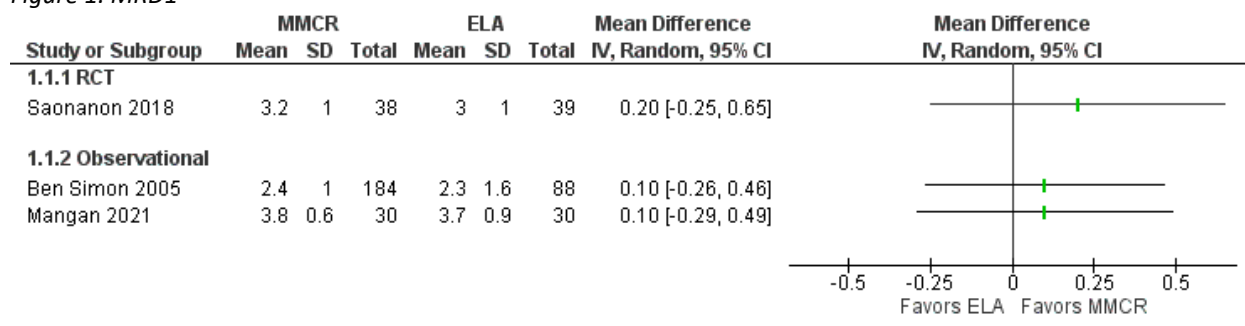 Figure 1. MRD1
MMCR ELA Mean Difference Mean Difference
Study or Subgroup Mean SD Total Mean SD Total IV, Random, 95% CI IV, Random, 95% CI
1.1.1 RCT
Saonanon 2018 3.2 1 38 3 1 39 0.20 [-0.25, 0.65]
1.1.2 Observational
Ben Simon 2005 2.4 1 184 2.3 1.6 88 0.10 [-0.26, 0.46]
Mangan 2021 3.8 0.6 30 3.7 0.9 30 0.10 [-0.29, 0.49]
-0.5 -0.25 0 0.25 0.5
Favors ELA Favors MMCR